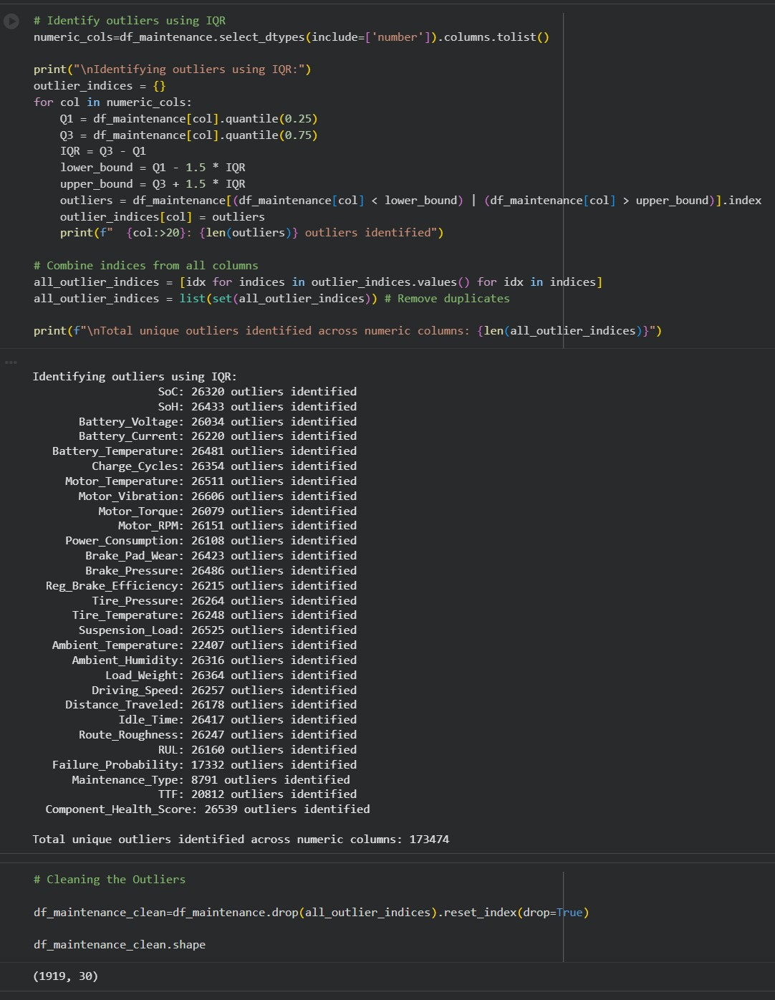 # Identify outliers using IQR
numeric_cols=df_maintenance.select_dtypes(include=['number']).columns.tolist()
print("\nIdentifying outliers using IQR:")
outlier_indices = {}
for col in numeric_cols:
    Q1 = df_maintenance[col].quantile(0.25)
    Q3 = df_maintenance[col].quantile(0.75)
    IQR = Q3 - Q1
    lower_bound = Q1 - 1.5 * IQR
    upper_bound = Q3 + 1.5 * IQR
    outliers = df_maintenance[(df_maintenance[col] < lower_bound) | (df_maintenance[col] > upper_bound)].index
    outlier_indices[col] = outliers
    print(f"  {col:>20}: {len(outliers)} outliers identified")
# Combine indices from all columns
all_outlier_indices = [idx for indices in outlier_indices.values() for idx in indices]
all_outlier_indices = list(set(all_outlier_indices)) # Remove duplicates
print(f"\nTotal unique outliers identified across numeric columns: {len(all_outlier_indices)}")
Identifying outliers using IQR:
SoC: 26320 outliers identified
SoH: 26433 outliers identified
Battery_Voltage: 26034 outliers identified
Battery_Current: 26220 outliers identified
Battery_Temperature: 26481 outliers identified
Charge_Cycles: 26354 outliers identified
Motor_Temperature: 26511 outliers identified
Motor_Vibration: 26606 outliers identified
Motor_Torque: 26079 outliers identified
Motor_RPM: 26151 outliers identified
Power_Consumption: 26108 outliers identified
Brake_Pad_Wear: 26423 outliers identified
Brake_Pressure: 26486 outliers identified
Reg_Brake_Efficiency: 26215 outliers identified
Tire_Pressure: 26264 outliers identified
Tire_Temperature: 26248 outliers identified
Suspension_Load: 26525 outliers identified
Ambient_Temperature: 22407 outliers identified
Ambient_Humidity: 26316 outliers identified
Load_Weight: 26364 outliers identified
Driving_Speed: 26257 outliers identified
Distance_Traveled: 26178 outliers identified
Idle_Time: 26417 outliers identified
Route_Roughness: 26247 outliers identified
RUL: 26160 outliers identified
Failure_Probability: 17332 outliers identified
Maintenance_Type: 8791 outliers identified
TTF: 20812 outliers identified
Component_Health_Score: 26539 outliers identified
Total unique outliers identified across numeric columns: 173474
# Cleaning the Outliers
df_maintenance_clean=df_maintenance.drop(all_outlier_indices).reset_index(drop=True)
df_maintenance_clean.shape
(1919, 30)